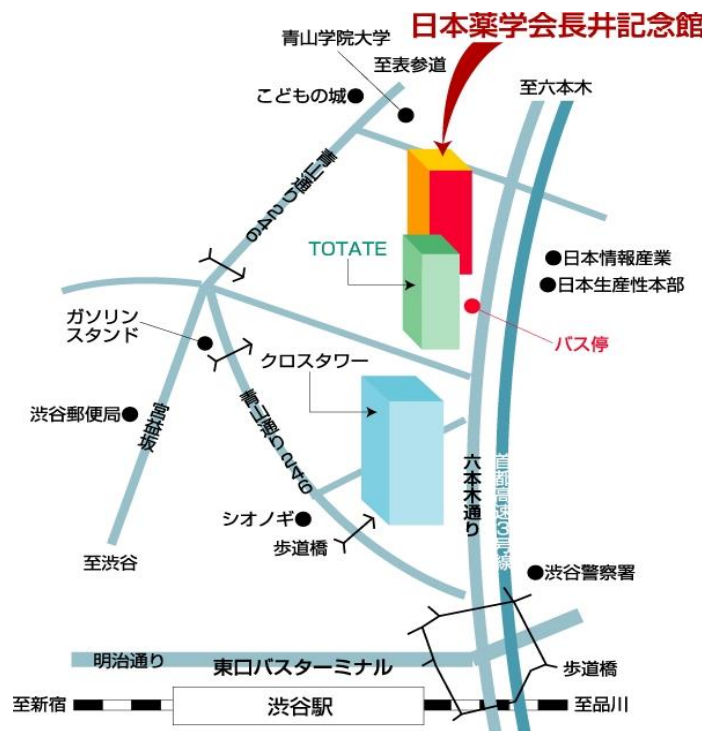 日本薬学会長井記念館
青山学院大学
至表参道
至六本木
こどもの城
青山通り246
TOTATE
日本情報産業
日本生産性本部
ガソリン
スタンド
バス停
クロスタワー
渋谷郵便局
宮益坂
青山通り246
六本木通り
首都高速3号線
シオノギ
歩道橋
至渋谷
渋谷警察署
明治通り
東口バスターミナル
歩道橋
至新宿
渋谷駅
至品川